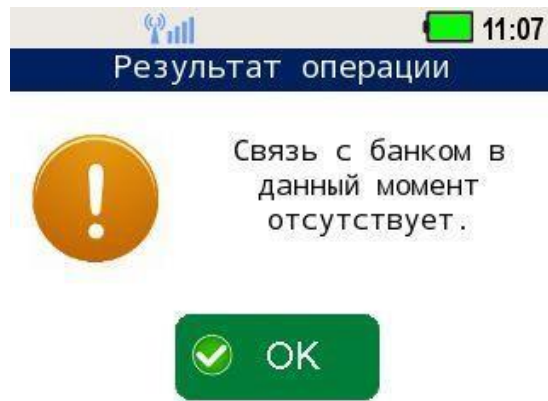 11:07
Результат операции
Связь с банком в
данный момент
отсутствует.
OK